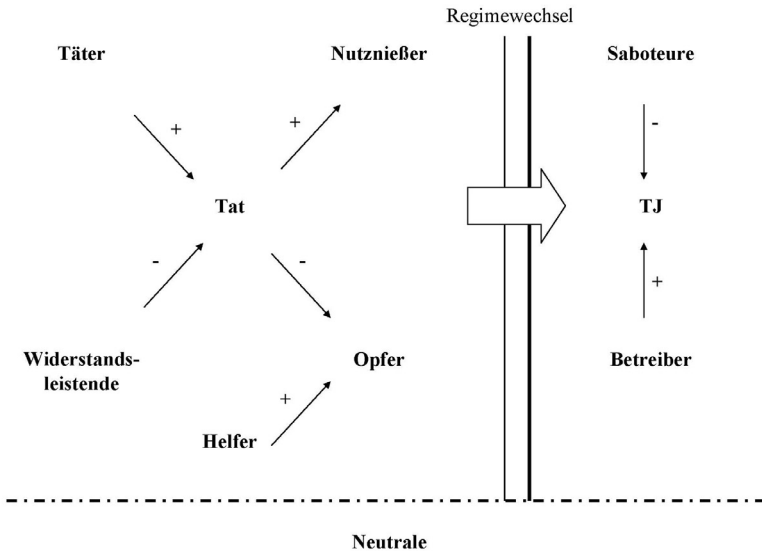 Regimewechsel
Täter
Nutznießer
Saboteure
+
+
-
Tat
TJ
-
-
+
Widerstands-
leistende
Opfer
Betreiber
+
Helfer
Neutrale